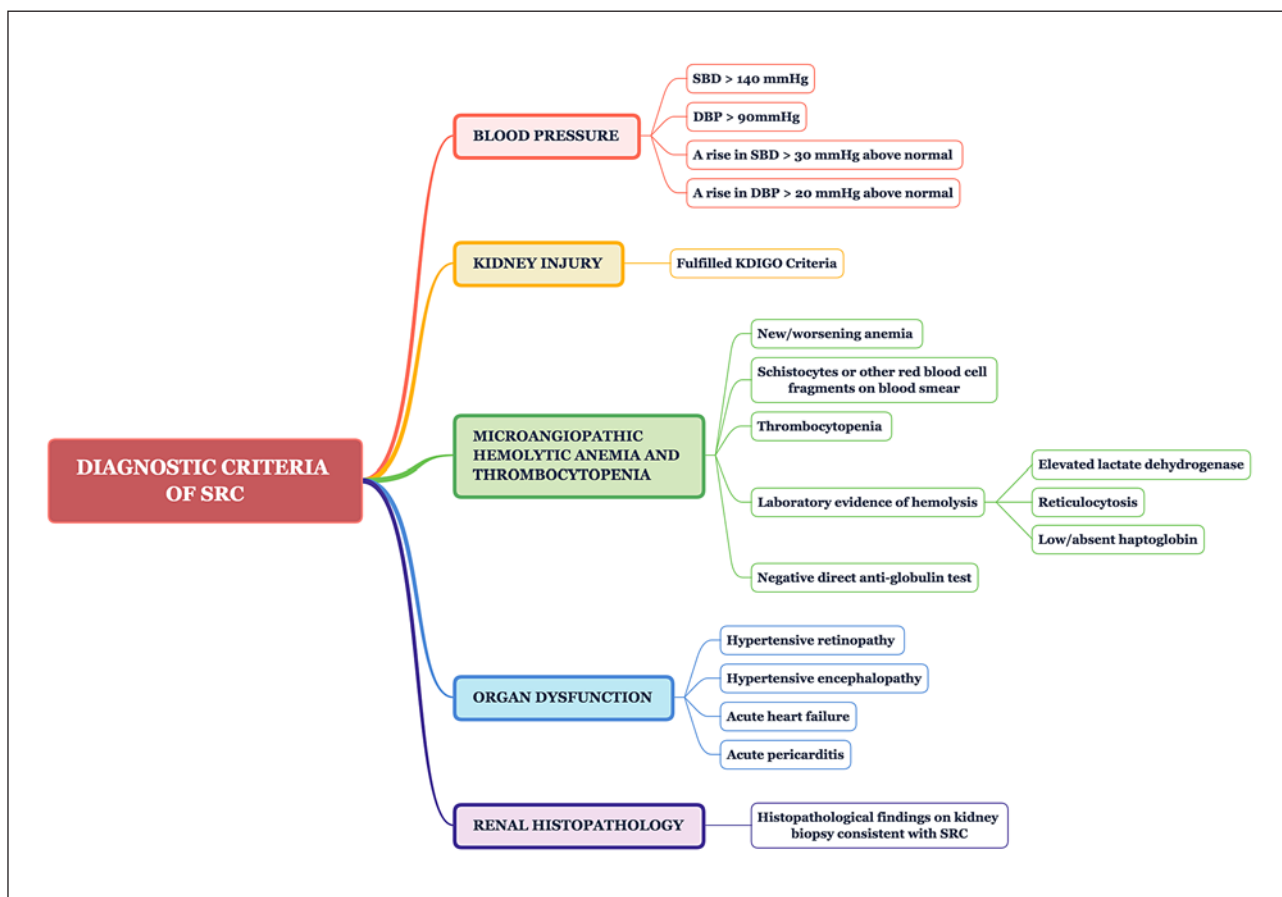 SBD > 140 mmHg
DBP > 90mmHg
BLOOD PRESSURE
A rise in SBD > 30 mmHg above normal
A rise in DBP > 20 mmHg above normal
KIDNEY INJURY
Fulfilled KDIGO Criteria
New/worsening anemia
Schistocytes or other red blood cell
fragments on blood smear
Thrombocytopenia
MICROANGIOPATHIC
HEMOLYTIC ANEMIA AND
THROMBOCYTOPENIA
DIAGNOSTIC CRITERIA
OF SRC
Elevated lactate dehydrogenase
Laboratory evidence of hemolysis
Reticulocytosis
Low/absent haptoglobin
Negative direct anti-globulin test
Hypertensive retinopathy
Hypertensive encephalopathy
ORGAN DYSFUNCTION
Acute heart failure
Acute pericarditis
RENAL HISTOPATHOLOGY
Histopathological findings on kidney
biopsy consistent with SRC